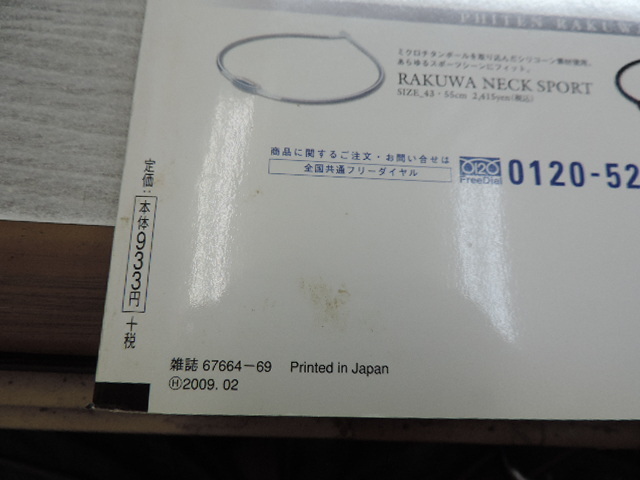 PHITEN RAKUW
ミクロチタンボールを取り込んだシリコーン素材使用。
あらゆるスポーツシーンにフィット。
RAKUWA NECK SPORT
SIZE_43・55cm 2,415yen(税込)
商品に関するご注文・お問い合せは
全国共通フリーダイヤル
0120
FreeDial
0120-52
定価:本体933円+税
雑誌 67664-69 Printed in Japan
Ⓗ2009. 02